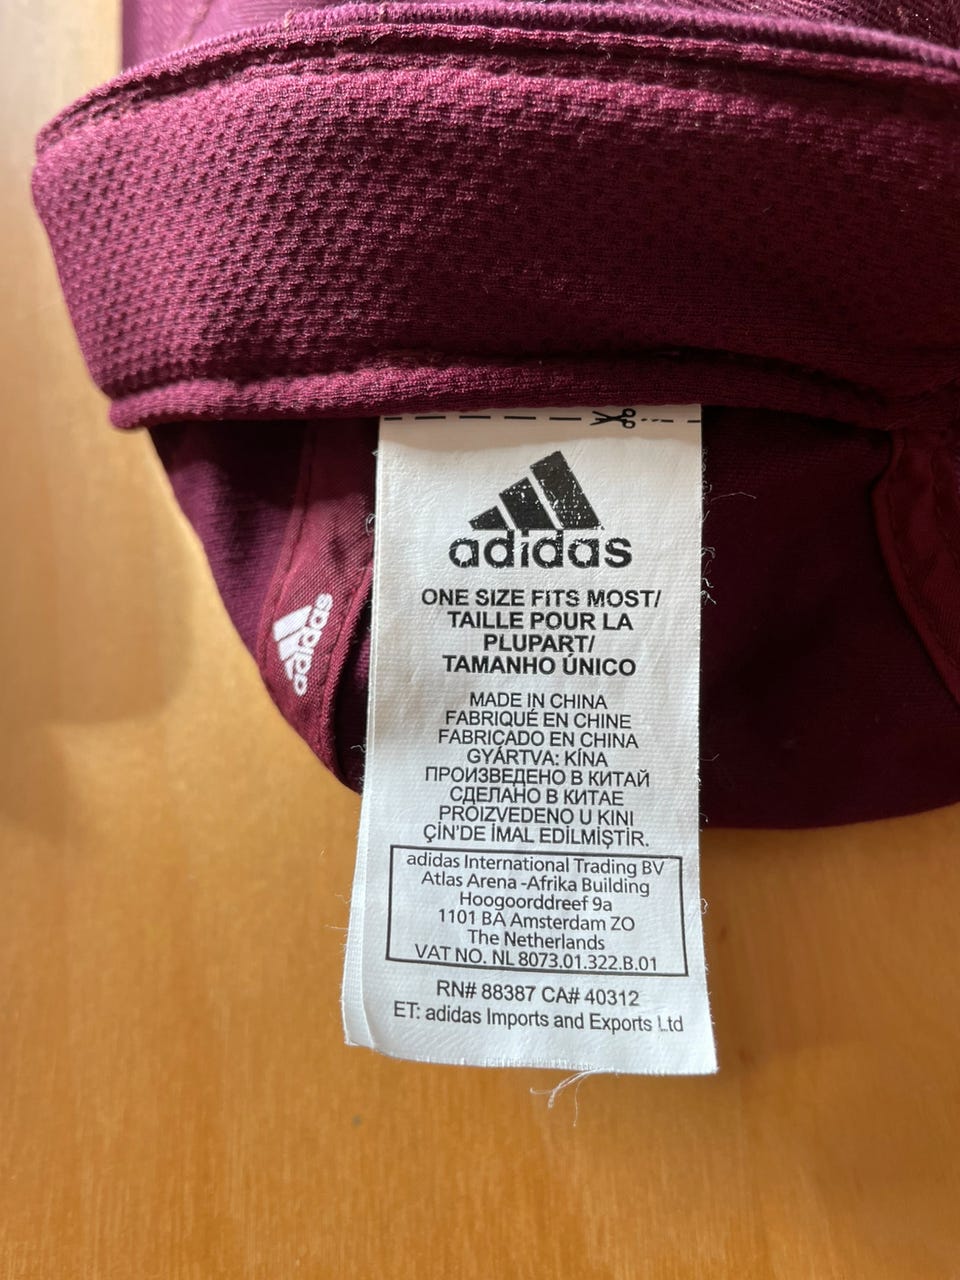 adidas
ONE SIZE FITS MOST/
TAILLE POUR LA
PLUPART/
TAMANHO ÚNICO
MADE IN CHINA
FABRIQUÉ EN CHINE
FABRICADO EN CHINA
GYÁRTVA: KÍNA
ПРОИЗВЕДЕНО В КИТАЙ
СДЕЛАНО В КИТАЕ
PROIZVEDENO U KINI
ÇİN'DE İMAL EDİLMİŞTİR.
adidas International Trading BV
Atlas Arena -Afrika Building
Hoogoorddreef 9a
1101 BA Amsterdam ZO
The Netherlands
VAT NO. NL 8073.01.322.B.01
RN# 88387 CA# 40312
ET: adidas Imports and Exports Ltd
adidas